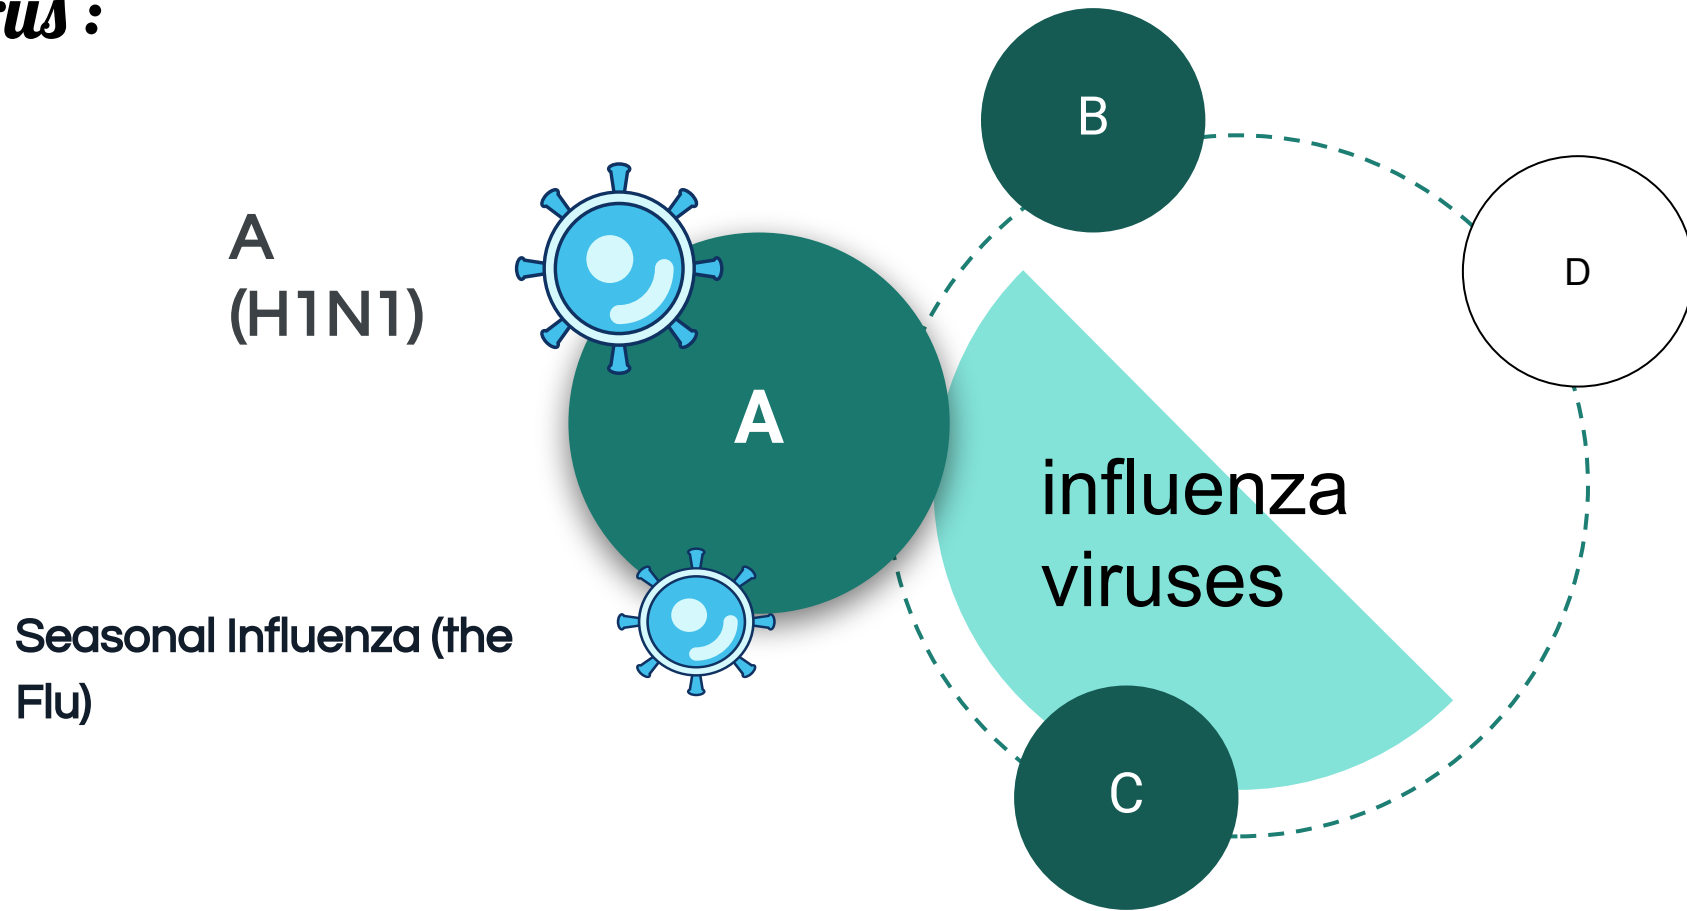 B
D
A
(H1N1)
A
influenza
viruses
Seasonal Influenza (the
Flu)
C